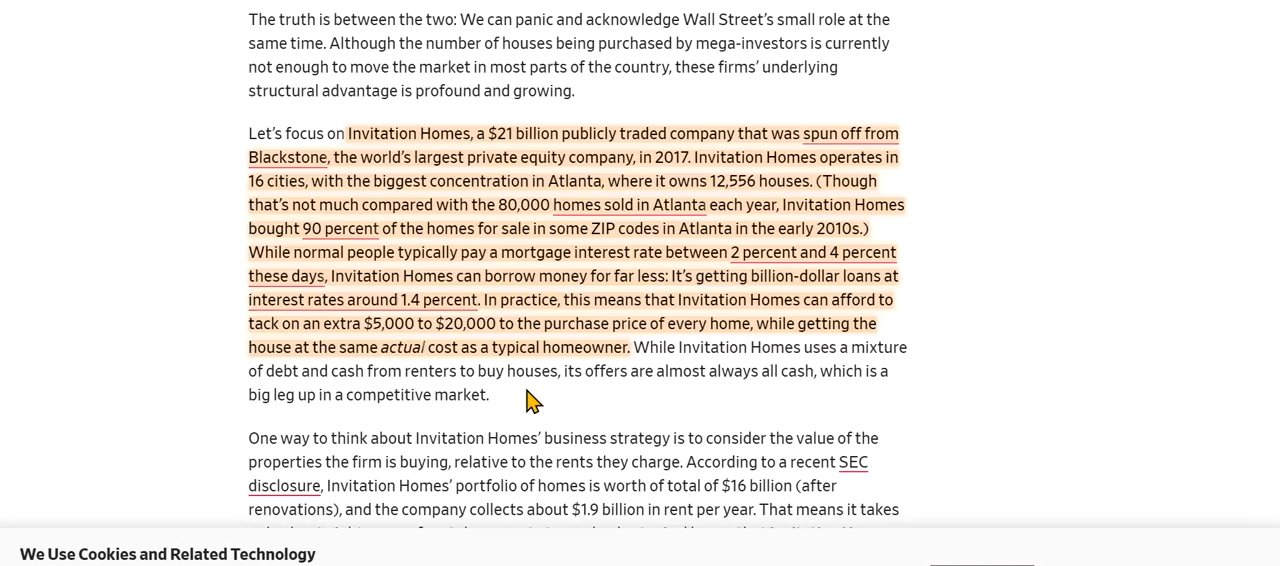 The truth is between the two: We can panic and acknowledge Wall Street’s small role at the
same time. Although the number of houses being purchased by mega-investors is currently
not enough to move the market in most parts of the country, these firms’ underlying
structural advantage is profound and growing.
Let’s focus on Invitation Homes, a $21 billion publicly traded company that was spun off from
Blackstone, the world’s largest private equity company, in 2017. Invitation Homes operates in
16 cities, with the biggest concentration in Atlanta, where it owns 12,556 houses. (Though
that’s not much compared with the 80,000 homes sold in Atlanta each year, Invitation Homes
bought 90 percent of the homes for sale in some ZIP codes in Atlanta in the early 2010s.)
While normal people typically pay a mortgage interest rate between 2 percent and 4 percent
these days, Invitation Homes can borrow money for far less: It’s getting billion-dollar loans at
interest rates around 1.4 percent. In practice, this means that Invitation Homes can afford to
tack on an extra $5,000 to $20,000 to the purchase price of every home, while getting the
house at the same actual cost as a typical homeowner. While Invitation Homes uses a mixture
of debt and cash from renters to buy houses, its offers are almost always all cash, which is a
big leg up in a competitive market.
One way to think about Invitation Homes’ business strategy is to consider the value of the
properties the firm is buying, relative to the rents they charge. According to a recent SEC
disclosure, Invitation Homes’ portfolio of homes is worth of total of $16 billion (after
renovations), and the company collects about $1.9 billion in rent per year. That means it takes
We Use Cookies and Related Technology